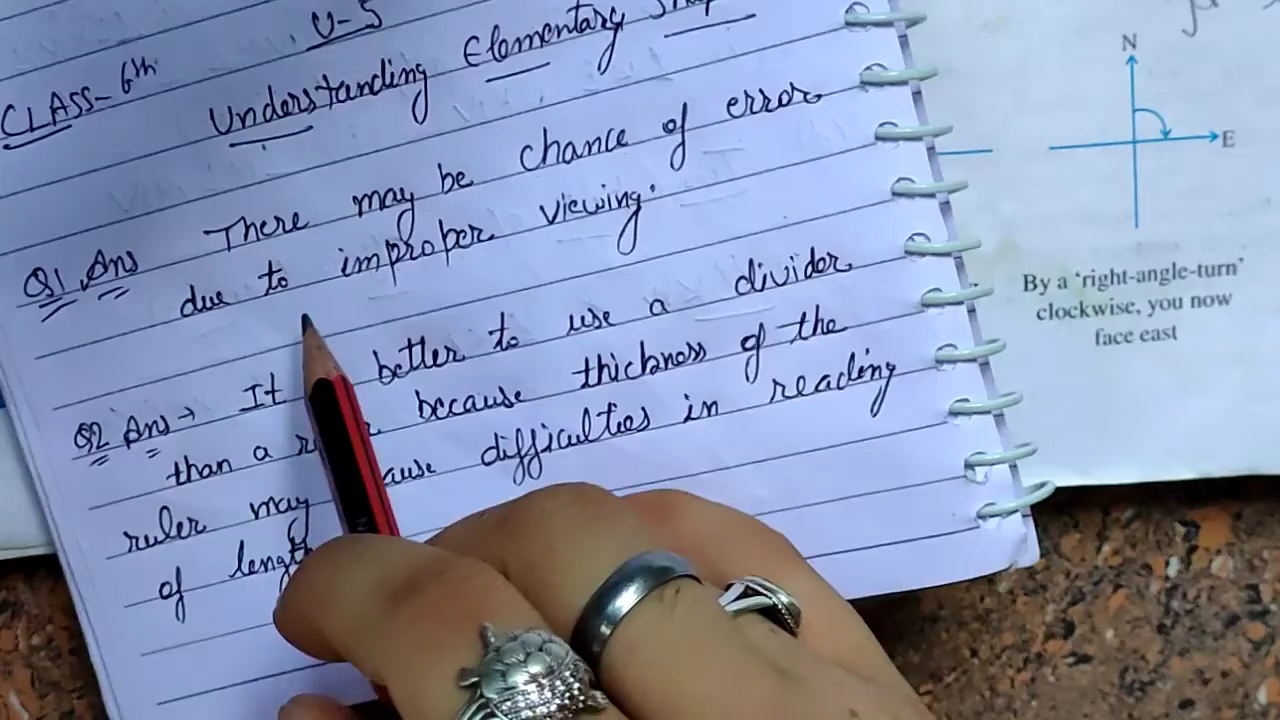 U-5
CLASS-6th
Understanding Elementary
Q1. Ans There may be chance of error
due to improper viewing.
Q2 Ans → It better to use a divider
than a because thickness of the
ruler may difficulties in reading
of length
N
E
By a 'right-angle-turn'
clockwise, you now
face east